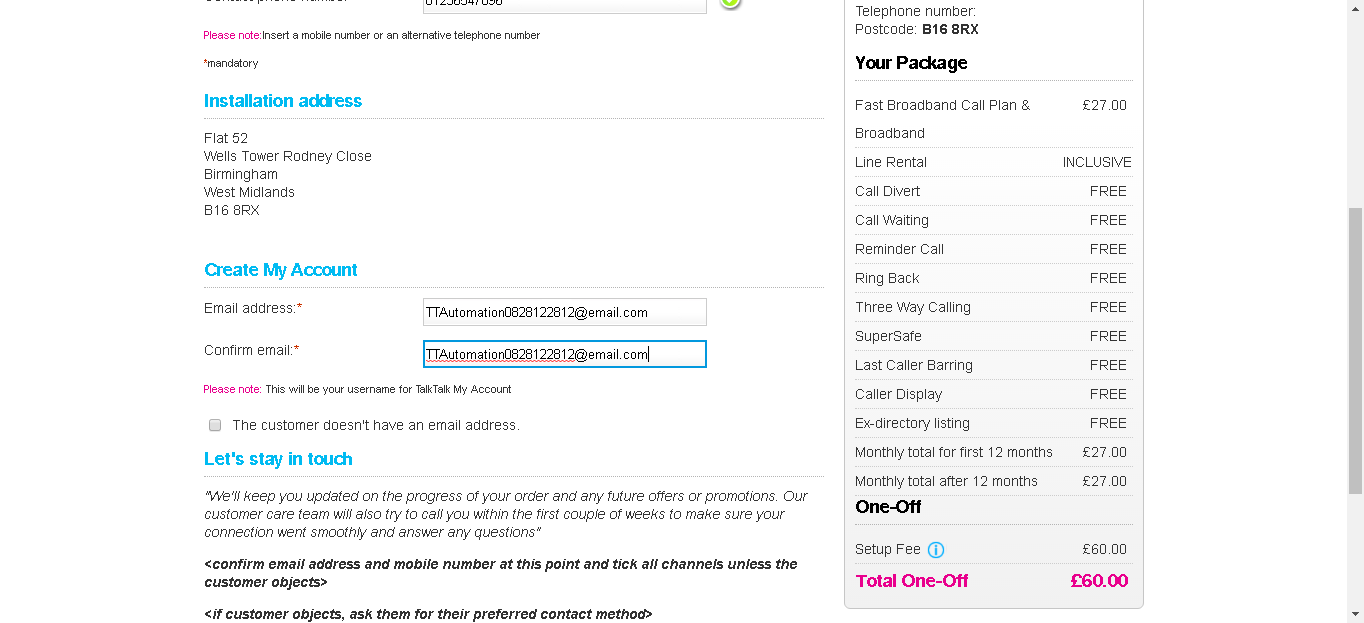 Please note:Insert a mobile number or an alternative telephone number
*mandatory
Installation address
Flat 52
Wells Tower Rodney Close
Birmingham
West Midlands
B16 8RX
Create My Account
Email address:* TTAutomation0828122812@email.com
Confirm email:* TTAutomation0828122812@email.com
Please note: This will be your username for TalkTalk My Account
The customer doesn't have an email address.
Let's stay in touch
"We'll keep you updated on the progress of your order and any future offers or promotions. Our
customer care team will also try to call you within the first couple of weeks to make sure your
connection went smoothly and answer any questions"
<confirm email address and mobile number at this point and tick all channels unless the
customer objects>
<if customer objects, ask them for their preferred contact method>
Telephone number:
Postcode: B16 8RX
Your Package
Fast Broadband Call Plan & £27.00
Broadband
Line Rental INCLUSIVE
Call Divert FREE
Call Waiting FREE
Reminder Call FREE
Ring Back FREE
Three Way Calling FREE
SuperSafe FREE
Last Caller Barring FREE
Caller Display FREE
Ex-directory listing FREE
Monthly total for first 12 months £27.00
Monthly total after 12 months £27.00
One-Off
Setup Fee £60.00
Total One-Off £60.00